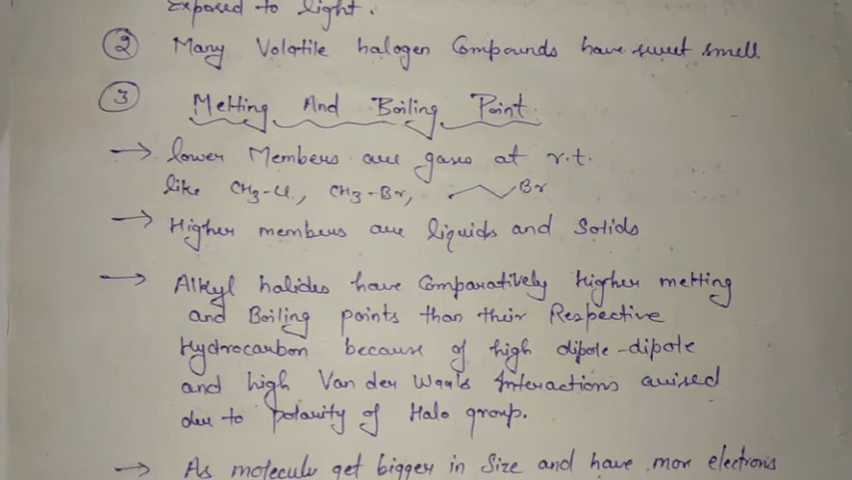 exposed to light.
② Many Volatile halogen Compounds have sweet smell
③ Melting And Boiling Point.
→ lower Members are gases at r.t.
like CH3-Cl, CH3-Br, Br
→ Higher members are liquids and Solids
→ Alkyl halides have Comparatively higher melting
and Boiling points than their Respective
Hydrocarbon because of high dipole-dipole
and high Van der Waals Interactions arised
due to polarity of Halo group.
→ As molecule get bigger in Size and have more electrons